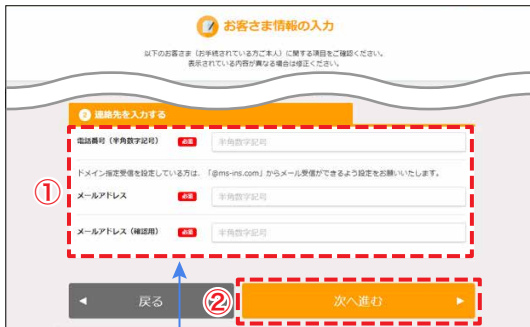 お客さま情報の入力
以下のお客さま（お手続されている方ご本人）に関する項目をご確認ください。
表示されている内容が異なる場合は修正ください。
③ 連絡先を入力する
電話番号（半角数字記号） 必須 半角数字記号
ドメイン指定受信を設定している方は、「@ms-ins.com」からメール受信ができるよう設定をお願いいたします。
① メールアドレス 必須 半角英字記号
メールアドレス（確認用） 必須 半角英字記号
◀ 戻る ② 次へ進む ▶